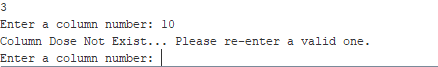 3
Enter a column number: 10
Column Dose Not Exist... Please re-enter a valid one.
Enter a column number: